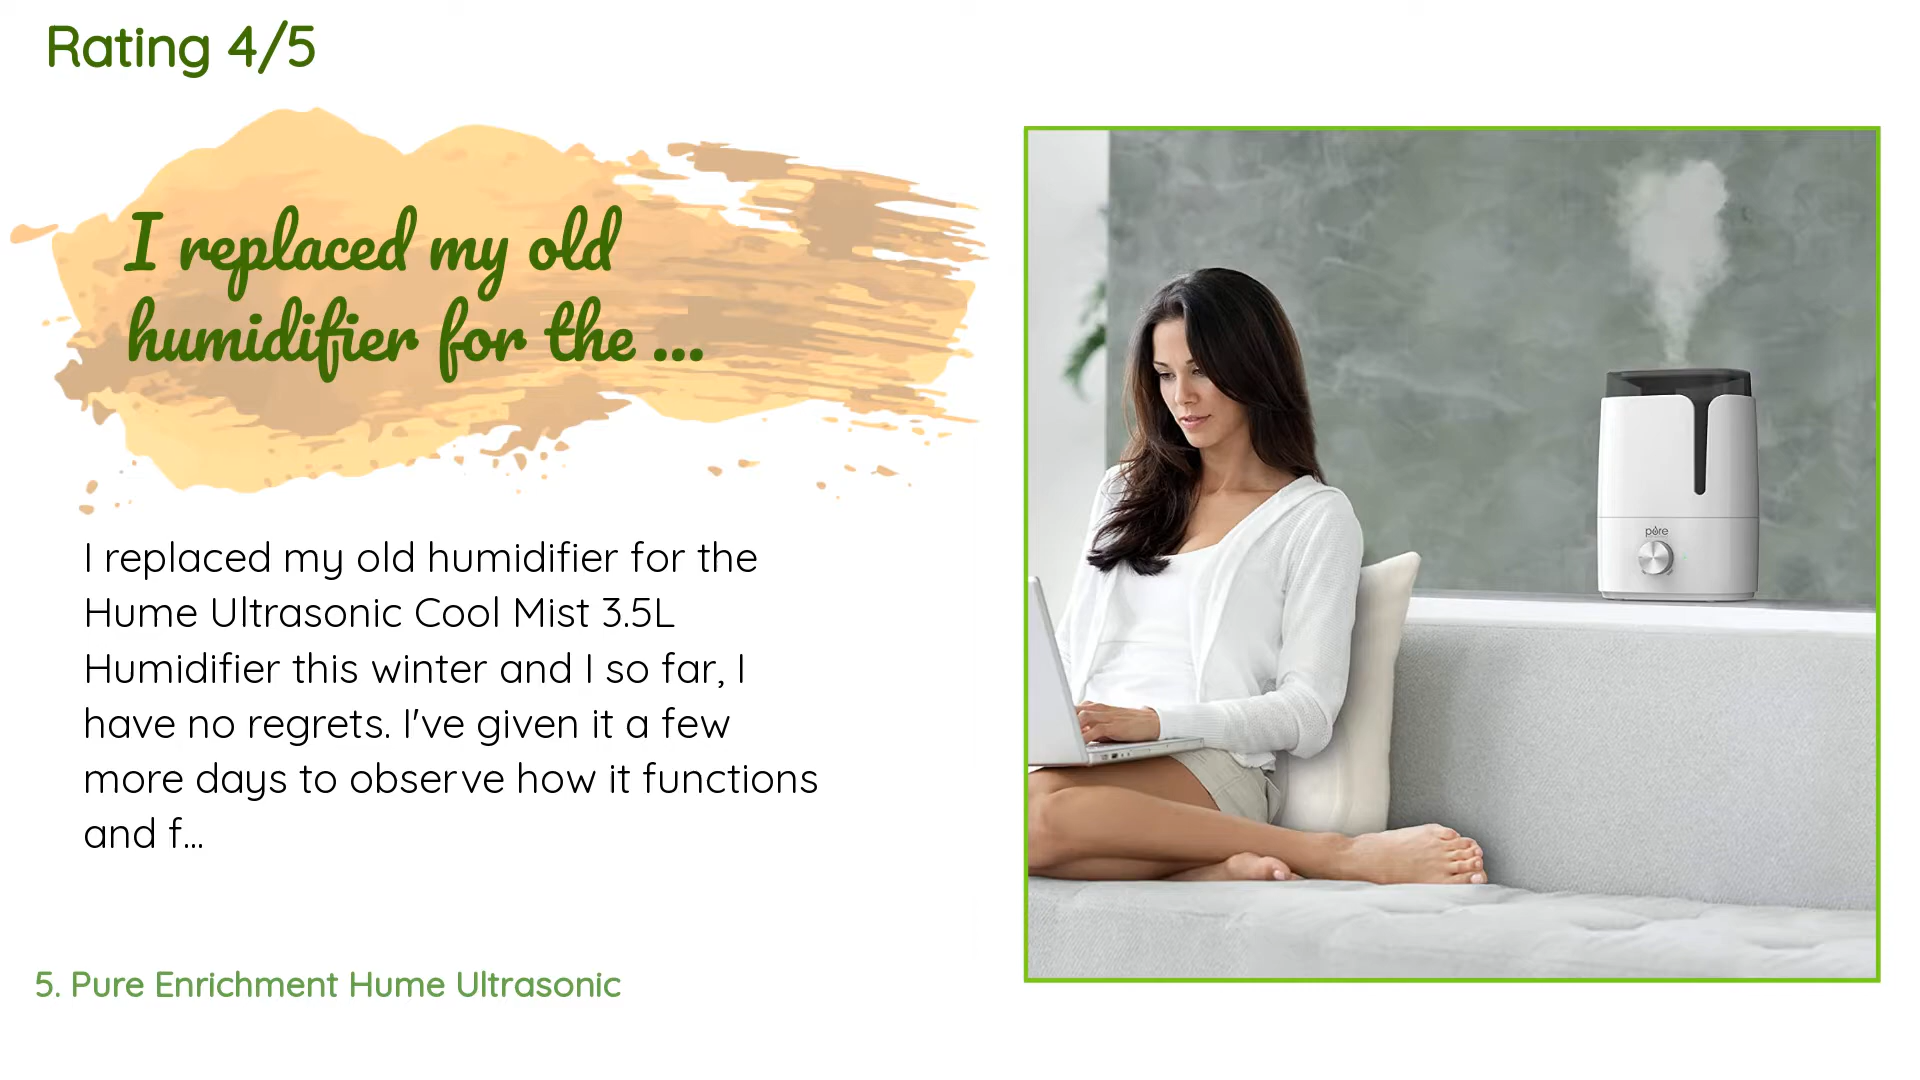 Rating 4/5
I replaced my old
humidifier for the ...
I replaced my old humidifier for the
Hume Ultrasonic Cool Mist 3.5L
Humidifier this winter and I so far, I
have no regrets. I've given it a few
more days to observe how it functions
and f...
5. Pure Enrichment Hume Ultrasonic
pure